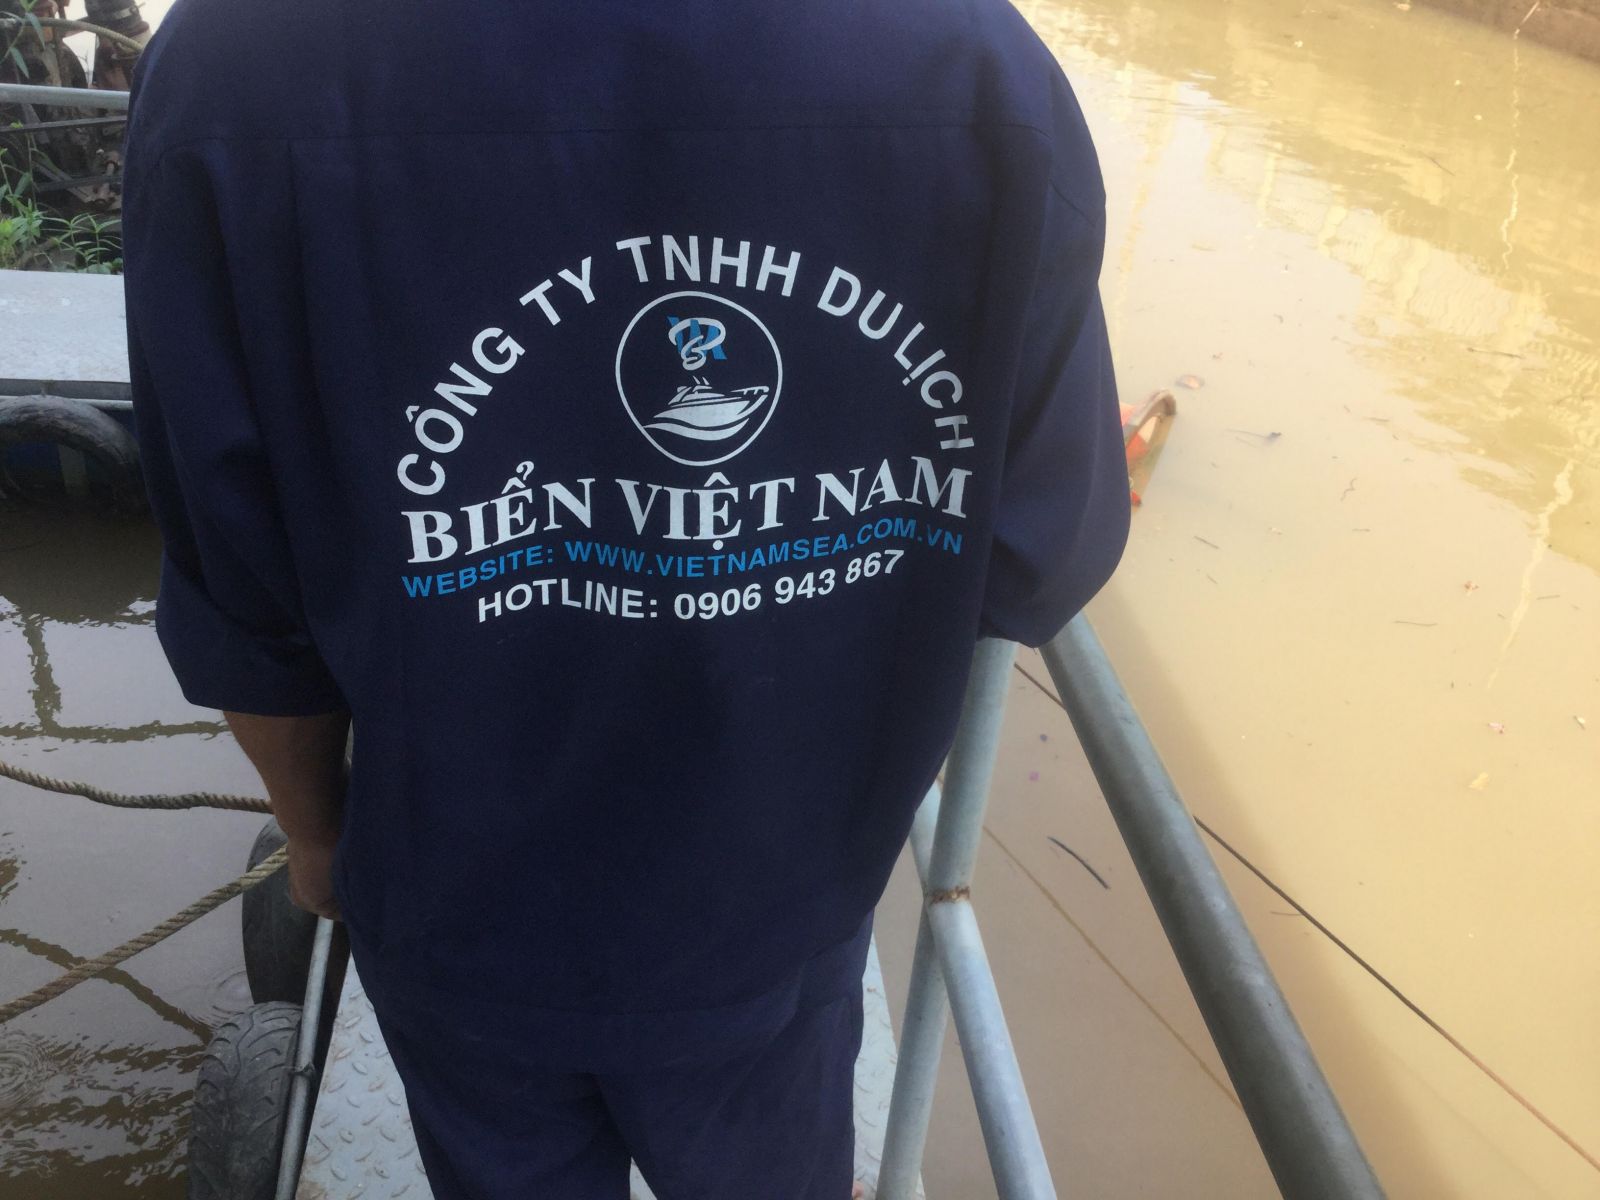 CÔNG TY TNHH DU LỊCH
BIỂN VIỆT NAM
WEBSITE: WWW.VIETNAMSEA.COM.VN
HOTLINE: 0906 943 867